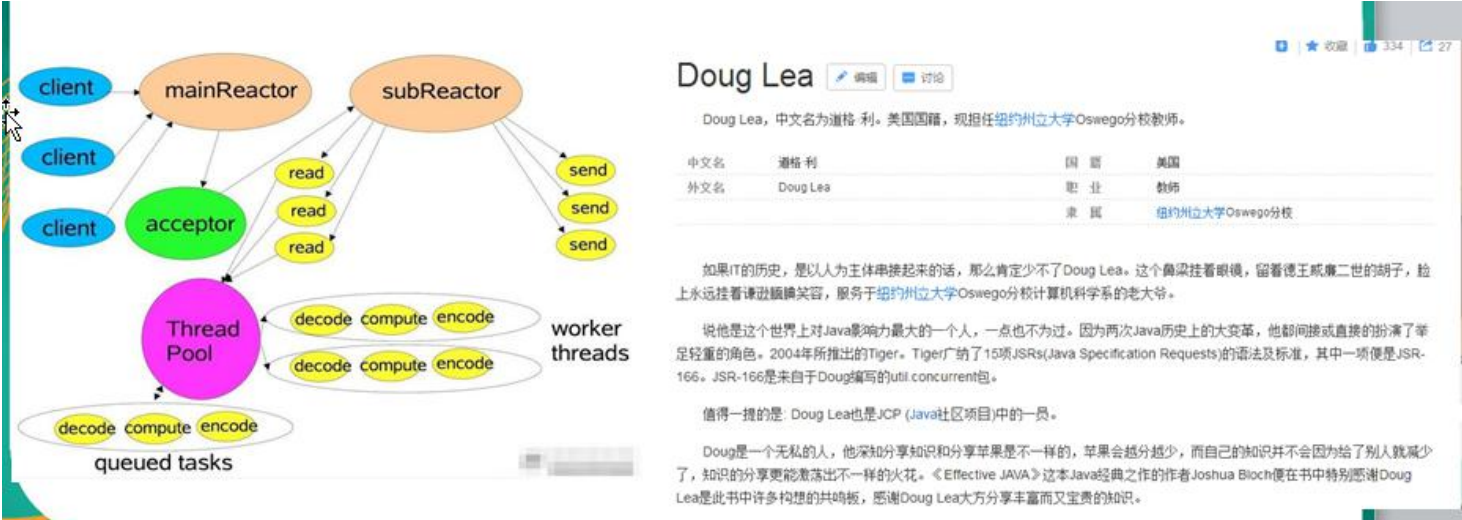 client
mainReactor
subReactor
client
read
send
client
acceptor
read
send
read
send
Thread
Pool
decode compute encode
worker
threads
decode compute encode
decode compute encode
queued tasks
收藏 334 27
Doug Lea 编辑 讨论
Doug Lea，中文名为道格·利。美国国籍，现担任纽约州立大学Oswego分校教师。
中文名 道格·利 国 籍 美国
外文名 Doug Lea 职 业 教师
隶 属 纽约州立大学Oswego分校
如果IT的历史，是以人为主体串接起来的话，那么肯定少不了Doug Lea。这个鼻梁挂着眼镜，留着德王威廉二世的胡子，脸
上永远挂着谦逊腼腆笑容，服务于纽约州立大学Oswego分校计算机科学系的老大爷。
说他是这个世界上对Java影响力最大的一个人，一点也不为过。因为两次Java历史上的大变革，他都间接或直接的扮演了举
足轻重的角色。2004年所推出的Tiger。Tiger广纳了15项JSRs(Java Specification Requests)的语法及标准，其中一项便是JSR-
166。JSR-166是来自于Doug编写的util.concurrent包。
值得一提的是: Doug Lea也是JCP (Java社区项目)中的一员。
Doug是一个无私的人，他深知分享知识和分享苹果是不一样的，苹果会越分越少，而自己的知识并不会因为给了别人就减少
了，知识的分享更能激荡出不一样的火花。《Effective JAVA》这本Java经典之作的作者Joshua Bloch便在书中特别感谢Doug
Lea是此书中许多构想的共鸣板，感谢Doug Lea大方分享丰富而又宝贵的知识。